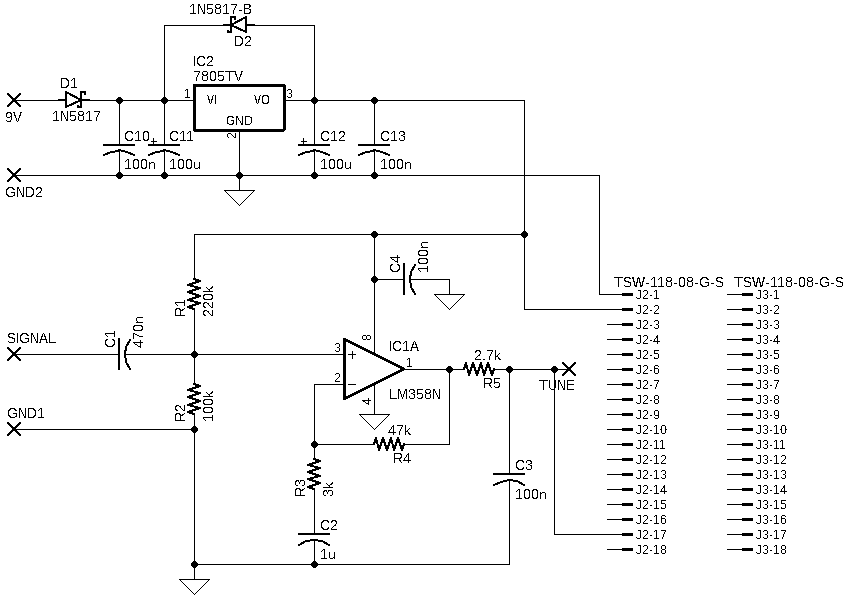 1N5817-B
D2
IC2
7805TV
D1
1 VI VO 3
9V
1N5817
GND
2
C10 + C11 + C12 C13
100n 100u 100u 100n
GND2
C4 100n
TSW-118-08-G-S TSW-118-08-G-S
J2-1 J3-1
J2-2 J3-2
J2-3 J3-3
J2-4 J3-4
J2-5 J3-5
J2-6 J3-6
J2-7 J3-7
J2-8 J3-8
J2-9 J3-9
J2-10 J3-10
J2-11 J3-11
J2-12 J3-12
J2-13 J3-13
J2-14 J3-14
J2-15 J3-15
J2-16 J3-16
J2-17 J3-17
J2-18 J3-18
R1 220k
SIGNAL
C1 470n
8
IC1A
3 + 1
2 −
LM358N
4
2.7k
R5
TUNE
R2 100k
GND1
47k
R4
R3 3k
C3
100n
C2
1u